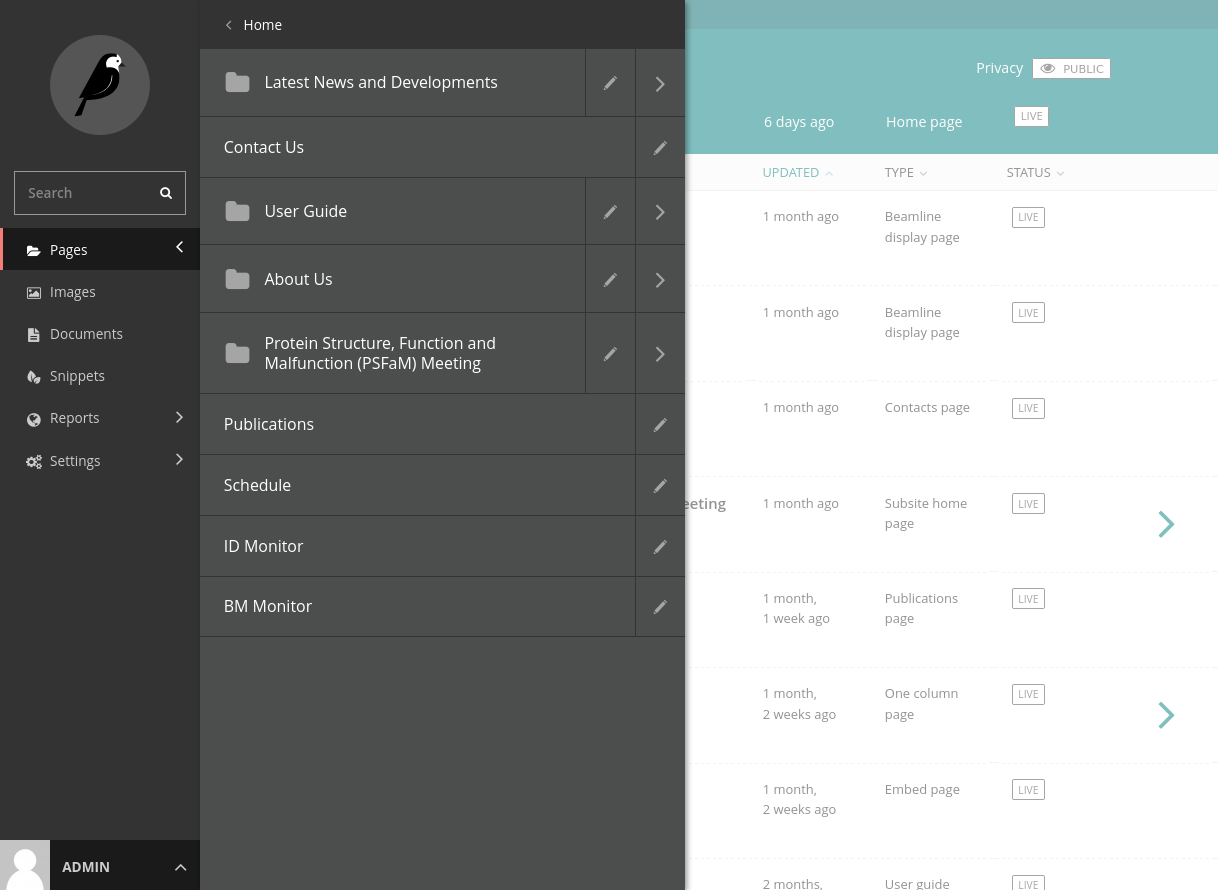 Search
Pages
Images
Documents
Snippets
Reports
Settings
ADMIN
Home
Latest News and Developments
Contact Us
User Guide
About Us
Protein Structure, Function and
Malfunction (PSFaM) Meeting
Publications
Schedule
ID Monitor
BM Monitor
Privacy PUBLIC
6 days ago Home page LIVE
UPDATED TYPE STATUS
1 month ago Beamline LIVE
display page
1 month ago Beamline LIVE
display page
1 month ago Contacts page LIVE
eeting 1 month ago Subsite home LIVE
page
1 month, Publications LIVE
1 week ago page
1 month, One column LIVE
2 weeks ago page
1 month, Embed page LIVE
2 weeks ago
2 months, User guide LIVE